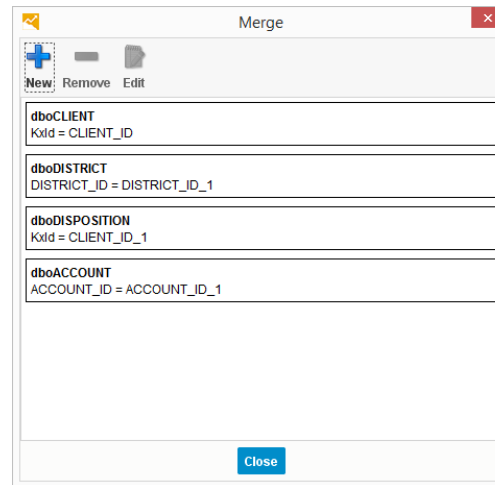 Merge
New Remove Edit
dboCLIENT
KxId = CLIENT_ID
dboDISTRICT
DISTRICT_ID = DISTRICT_ID_1
dboDISPOSITION
KxId = CLIENT_ID_1
dboACCOUNT
ACCOUNT_ID = ACCOUNT_ID_1
Close